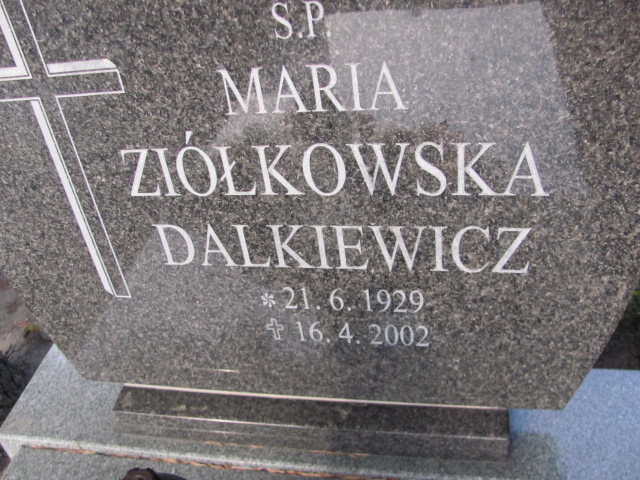 S.P.
MARIA
ZIÓŁKOWSKA
DALKIEWICZ
* 21. 6. 1929
✝ 16. 4. 2002